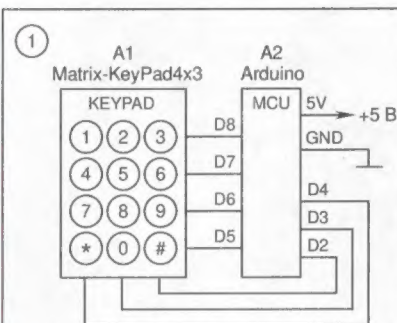 1
A1
Matrix-KeyPad4x3
A2
Arduino
KEYPAD
MCU
1 2 3
4 5 6
7 8 9
* 0 #
D8
D7
D6
D5
5V
+5 В
GND
D4
D3
D2